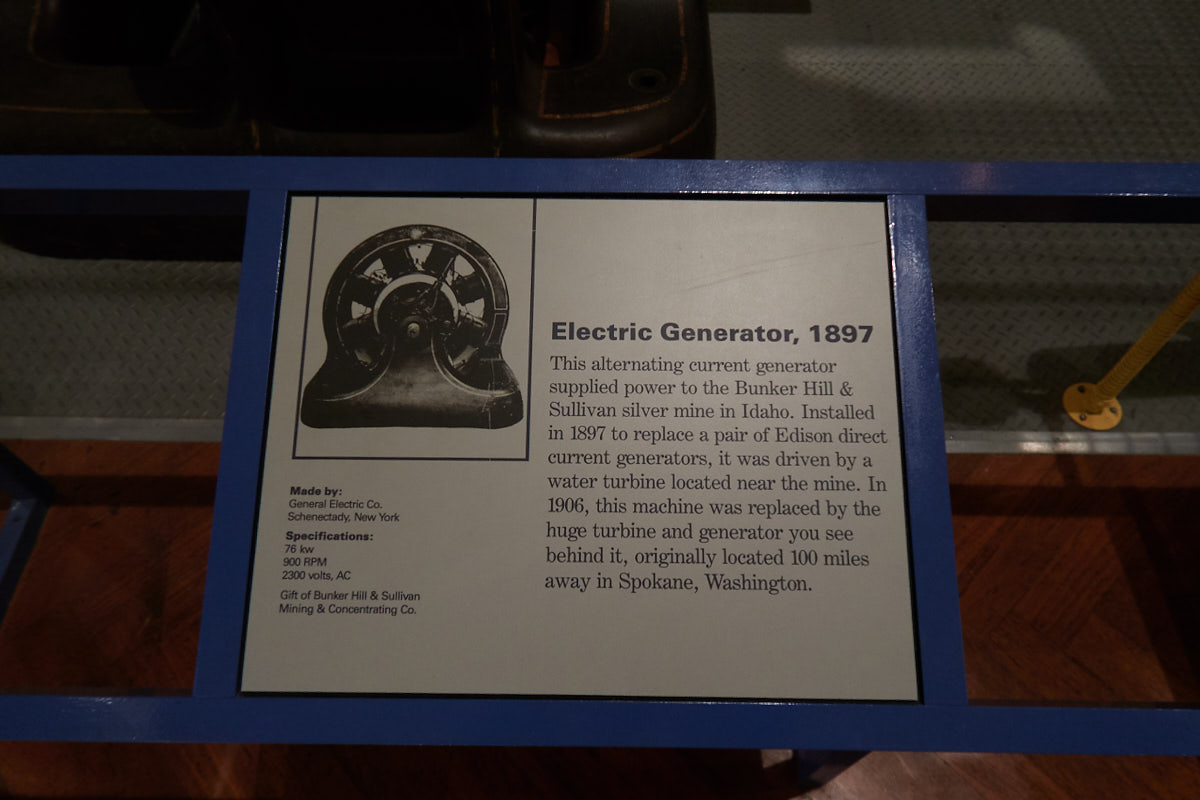 Electric Generator, 1897
This alternating current generator
supplied power to the Bunker Hill &
Sullivan silver mine in Idaho. Installed
in 1897 to replace a pair of Edison direct
current generators, it was driven by a
water turbine located near the mine. In
1906, this machine was replaced by the
huge turbine and generator you see
behind it, originally located 100 miles
away in Spokane, Washington.
Made by:
General Electric Co.
Schenectady, New York
Specifications:
76 kw
900 RPM
2300 volts, AC
Gift of Bunker Hill & Sullivan
Mining & Concentrating Co.